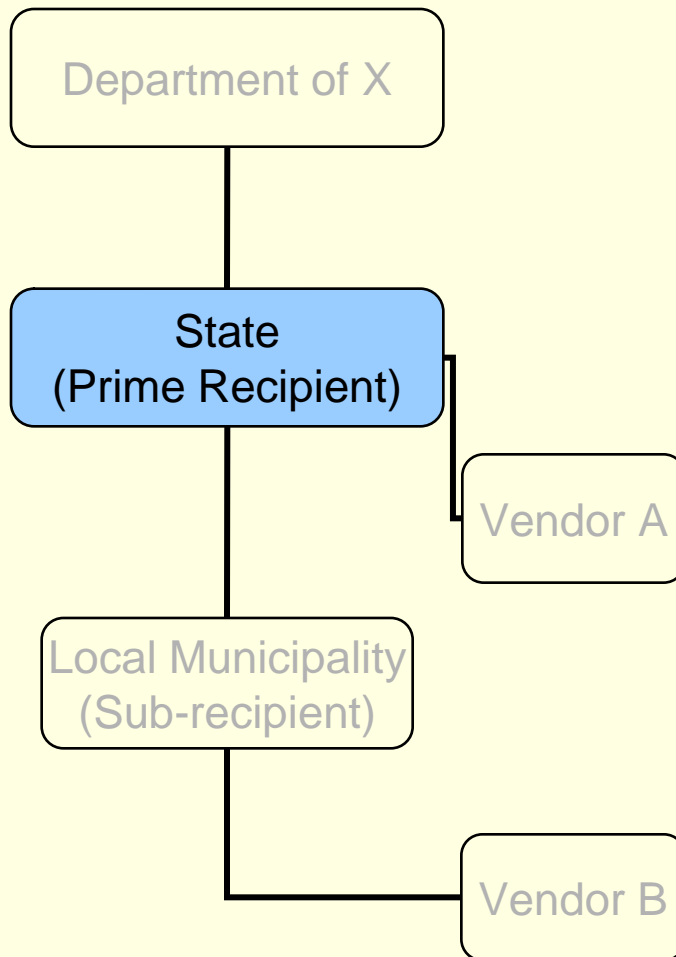 Department of X
State
(Prime Recipient)
Vendor A
Local Municipality
(Sub-recipient)
Vendor B